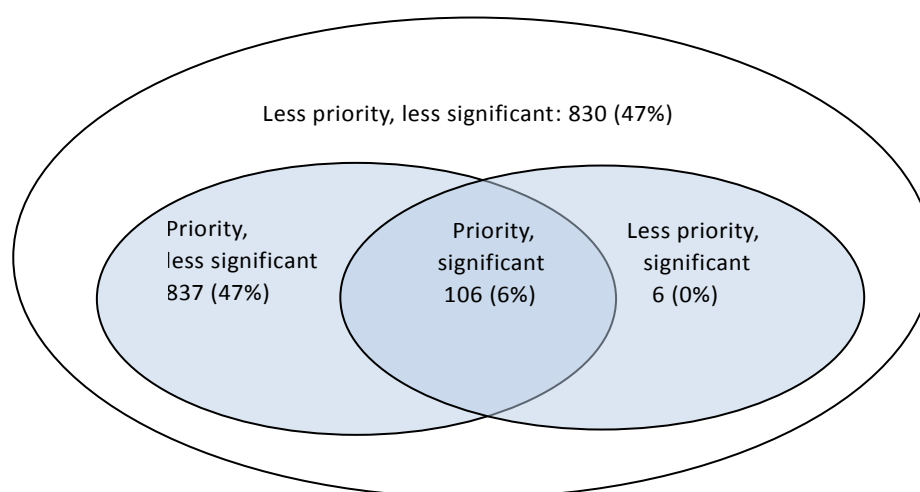 Less priority, less significant: 830 (47%)
Priority,
less significant
837 (47%)
Priority,
significant
106 (6%)
Less priority,
significant
6 (0%)